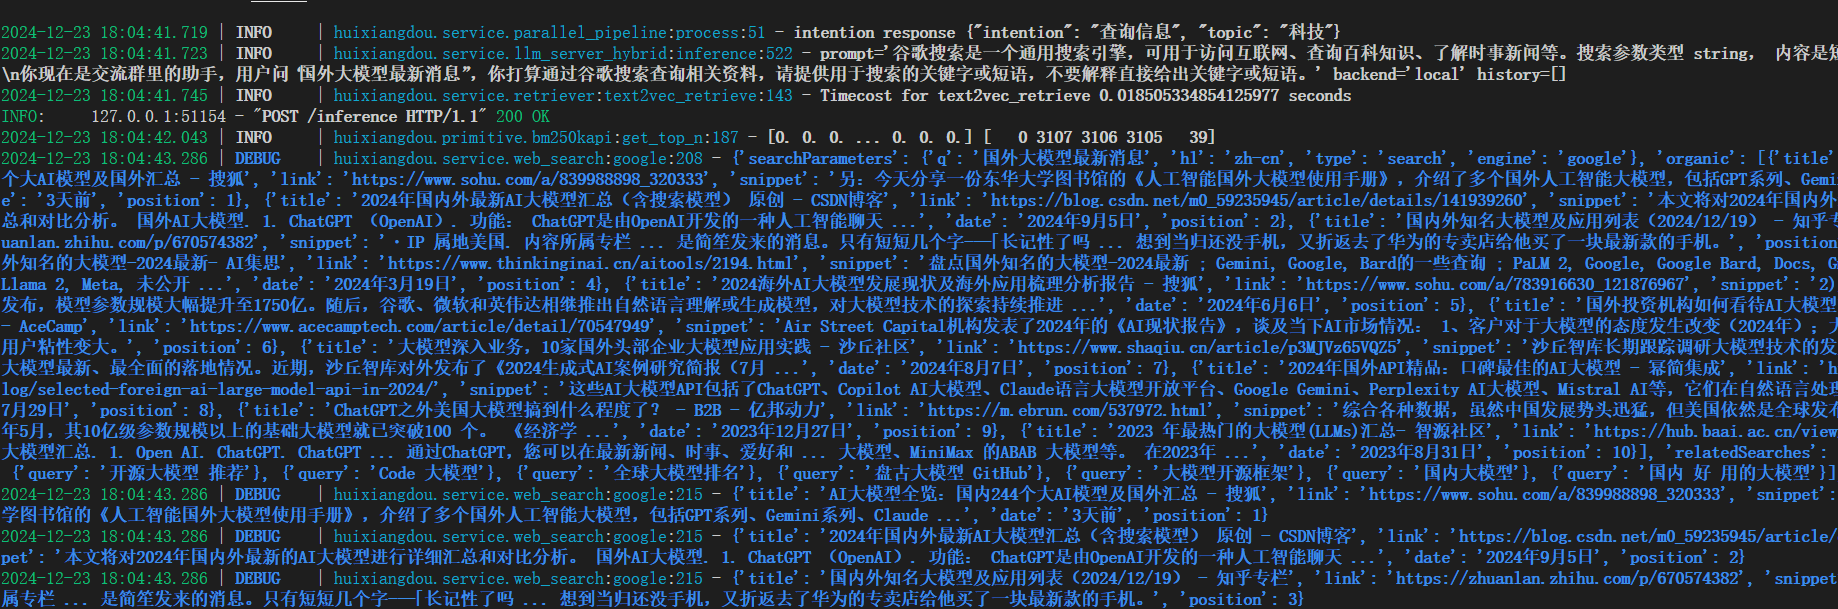 2024-12-23 18:04:41.719 | INFO     | huixiangdou.service.parallel_pipeline:process:51 - intention response {"intention": "查询信息", "topic": "科技"}
2024-12-23 18:04:41.723 | INFO     | huixiangdou.service.llm_server_hybrid:inference:522 - prompt='谷歌搜索是一个通用搜索引擎，可用于访问互联网、查询百科知识、了解时事新闻等。搜索参数类型 string， 内容是短
\n你现在是交流群里的助手，用户问“国外大模型最新消息”，你打算通过谷歌搜索查询相关资料，请提供用于搜索的关键字或短语，不要解释直接给出关键字或短语。' backend='local' history=[]
2024-12-23 18:04:41.745 | INFO     | huixiangdou.service.retriever:text2vec_retrieve:143 - Timecost for text2vec_retrieve 0.018505334854125977 seconds
INFO:     127.0.0.1:51154 - "POST /inference HTTP/1.1" 200 OK
2024-12-23 18:04:42.043 | INFO     | huixiangdou.primitive.bm250kapi:get_top_n:187 - [0. 0. 0. ... 0. 0. 0.] [   0 3107 3106 3105   39]
2024-12-23 18:04:43.286 | DEBUG    | huixiangdou.service.web_search:google:208 - {'searchParameters': {'q': '国外大模型最新消息', 'hl': 'zh-cn', 'type': 'search', 'engine': 'google'}, 'organic': [{'title'
个大AI模型及国外汇总 - 搜狐', 'link': 'https://www.sohu.com/a/839988898_320333', 'snippet': '另：今天分享一份东华大学图书馆的《人工智能国外大模型使用手册》，介绍了多个国外人工智能大模型，包括GPT系列、Gemi
e': '3天前', 'position': 1}, {'title': '2024年国内外最新AI大模型汇总（含搜索模型） 原创 - CSDN博客', 'link': 'https://blog.csdn.net/m0_59235945/article/details/141939260', 'snippet': '本文将对2024年国内外
总和对比分析。 国外AI大模型. 1. ChatGPT （OpenAI）. 功能： ChatGPT是由OpenAI开发的一种人工智能聊天 ...', 'date': '2024年9月5日', 'position': 2}, {'title': '国内外知名大模型及应用列表（2024/12/19） - 知乎专
uanlan.zhihu.com/p/670574382', 'snippet': '·IP 属地美国. 内容所属专栏 ... 是简笙发来的消息。只有短短几个字——「长记性了吗 ... 想到当归还没手机，又折返去了华为的专卖店给他买了一块最新款的手机。', 'position
外知名的大模型-2024最新- AI集思', 'link': 'https://www.thinkinginai.cn/aitools/2194.html', 'snippet': '盘点国外知名的大模型-2024最新 ; Gemini, Google, Bard的一些查询 ; PaLM 2, Google, Google Bard, Docs, G
Llama 2, Meta, 未公开 ...', 'date': '2024年3月19日', 'position': 4}, {'title': '2024海外AI大模型发展现状及海外应用梳理分析报告 - 搜狐', 'link': 'https://www.sohu.com/a/783916630_121876967', 'snippet': '2)
发布，模型参数规模大幅提升至1750亿。随后，谷歌、微软和英伟达相继推出自然语言理解或生成模型，对大模型技术的探索持续推进 ...', 'date': '2024年6月6日', 'position': 5}, {'title': '国外投资机构如何看待AI大模型
- AceCamp', 'link': 'https://www.acecamptech.com/article/detail/70547949', 'snippet': 'Air Street Capital机构发表了2024年的《AI现状报告》，谈及当下AI市场情况： 1、客户对于大模型的态度发生改变（2024年）；大
用户粘性变大。', 'position': 6}, {'title': '大模型深入业务，10家国外头部企业大模型应用实践 - 沙丘社区', 'link': 'https://www.shaqiu.cn/article/p3MJVz65VQZ5', 'snippet': '沙丘智库长期跟踪调研大模型技术的发
大模型最新、最全面的落地情况。近期，沙丘智库对外发布了《2024生成式AI案例研究简报（7月 ...', 'date': '2024年8月7日', 'position': 7}, {'title': '2024年国外API精品：口碑最佳的AI大模型 - 幂简集成', 'link': 'h
log/selected-foreign-ai-large-model-api-in-2024/', 'snippet': '这些AI大模型API包括了ChatGPT、Copilot AI大模型、Claude语言大模型开放平台、Google Gemini、Perplexity AI大模型、Mistral AI等，它们在自然语言处理
7月29日', 'position': 8}, {'title': 'ChatGPT之外美国大模型搞到什么程度了？ - B2B - 亿邦动力', 'link': 'https://m.ebrun.com/537972.html', 'snippet': '综合各种数据，虽然中国发展势头迅猛，但美国依然是全球发布
年5月，其10亿级参数规模以上的基础大模型就已突破100 个。 《经济学 ...', 'date': '2023年12月27日', 'position': 9}, {'title': '2023 年最热门的大模型(LLMs)汇总- 智源社区', 'link': 'https://hub.baai.ac.cn/view
大模型汇总. 1. Open AI. ChatGPT. ChatGPT ... 通过ChatGPT，您可以在最新新闻、时事、爱好和 ... 大模型、MiniMax 的ABAB 大模型等。 在2023年 ...', 'date': '2023年8月31日', 'position': 10}], 'relatedSearches':
{'query': '开源大模型 推荐'}, {'query': 'Code 大模型'}, {'query': '全球大模型排名'}, {'query': '盘古大模型 GitHub'}, {'query': '大模型开源框架'}, {'query': '国内大模型'}, {'query': '国内 好 用的大模型'}]
2024-12-23 18:04:43.286 | DEBUG    | huixiangdou.service.web_search:google:215 - {'title': 'AI大模型全览：国内244个大AI模型及国外汇总 - 搜狐', 'link': 'https://www.sohu.com/a/839988898_320333', 'snippet':
学图书馆的《人工智能国外大模型使用手册》，介绍了多个国外人工智能大模型，包括GPT系列、Gemini系列、Claude ...', 'date': '3天前', 'position': 1}
2024-12-23 18:04:43.286 | DEBUG    | huixiangdou.service.web_search:google:215 - {'title': '2024年国内外最新AI大模型汇总（含搜索模型） 原创 - CSDN博客', 'link': 'https://blog.csdn.net/m0_59235945/article/
pet': '本文将对2024年国内外最新的AI大模型进行详细汇总和对比分析。 国外AI大模型. 1. ChatGPT （OpenAI）. 功能： ChatGPT是由OpenAI开发的一种人工智能聊天 ...', 'date': '2024年9月5日', 'position': 2}
2024-12-23 18:04:43.286 | DEBUG    | huixiangdou.service.web_search:google:215 - {'title': '国内外知名大模型及应用列表（2024/12/19） - 知乎专栏', 'link': 'https://zhuanlan.zhihu.com/p/670574382', 'snippet
属专栏 ... 是简笙发来的消息。只有短短几个字——「长记性了吗 ... 想到当归还没手机，又折返去了华为的专卖店给他买了一块最新款的手机。', 'position': 3}